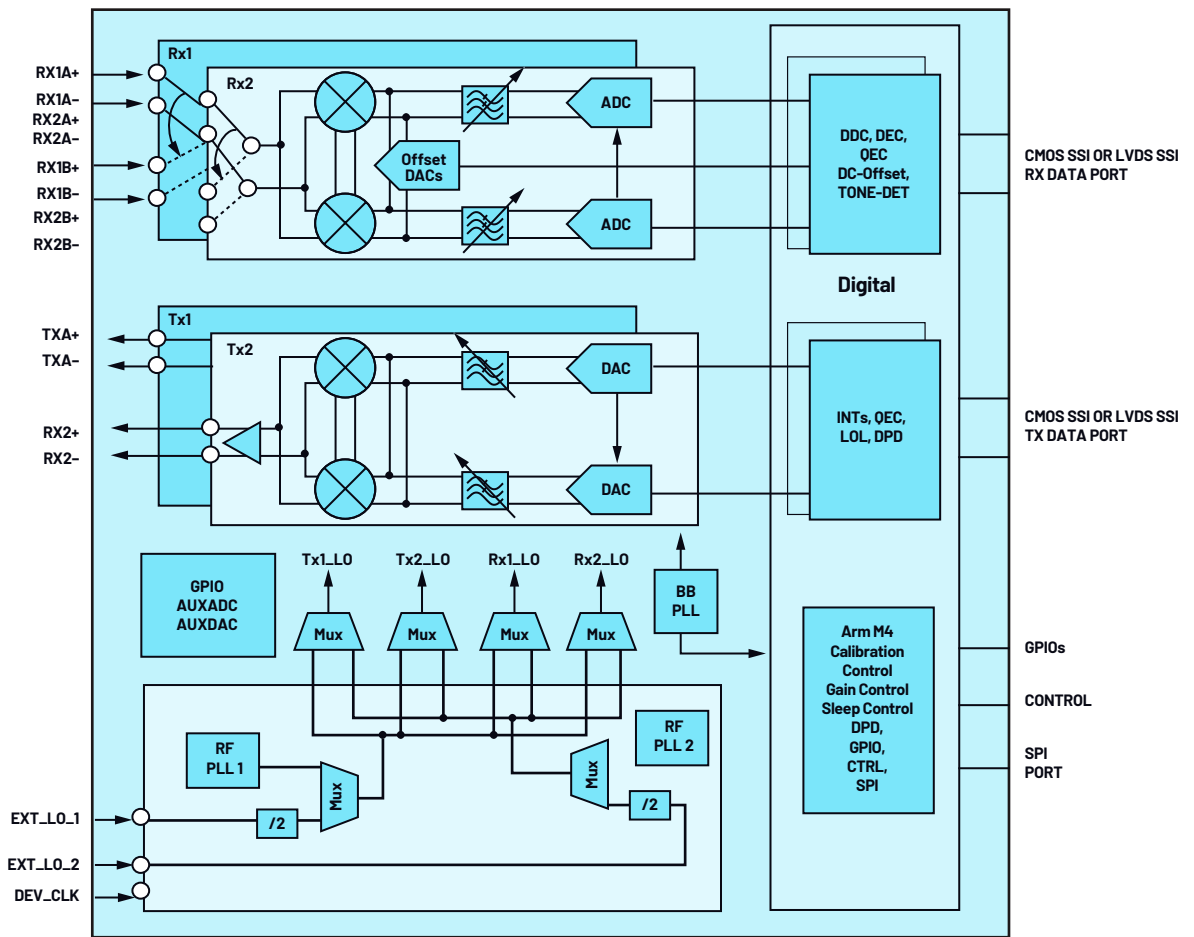 Rx1
Rx2
RX1A+
RX1A−
RX2A+
RX2A−
RX1B+
RX1B−
RX2B+
RX2B−
ADC
Offset
DACs
ADC
DDC, DEC,
QEC
DC-Offset,
TONE-DET
CMOS SSI OR LVDS SSI
RX DATA PORT
Digital
Tx1
Tx2
TXA+
TXA−
RX2+
RX2−
DAC
DAC
INTs, QEC,
LOL, DPD
CMOS SSI OR LVDS SSI
TX DATA PORT
GPIO
AUXADC
AUXDAC
Tx1_LO
Tx2_LO
Rx1_LO
Rx2_LO
Mux
Mux
Mux
Mux
BB
PLL
Arm M4
Calibration
Control
Gain Control
Sleep Control
DPD,
GPIO,
CTRL,
SPI
GPIOs
CONTROL
SPI
PORT
RF
PLL 1
Mux
/2
Mux
/2
RF
PLL 2
EXT_LO_1
EXT_LO_2
DEV_CLK